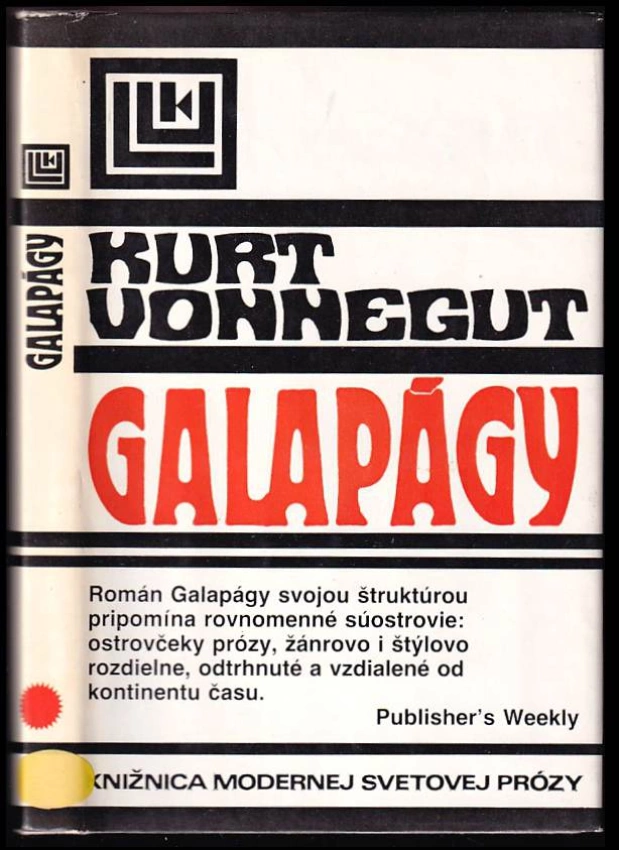 GALAPÁGY
KURT
VONNEGUT
GALAPÁGY
Román Galapágy svojou štruktúrou
pripomína rovnomenné súostrovie:
ostrovčeky prózy, žánrovo i štýlovo
rozdielne, odtrhnuté a vzdialené od
kontinentu času.
Publisher's Weekly
KNIŽNICA MODERNEJ SVETOVEJ PRÓZY